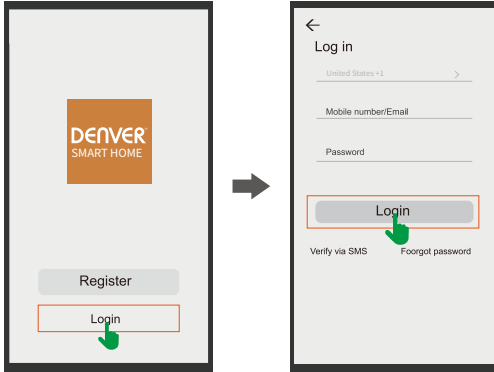 DENVER
SMART HOME
Register
Login
Log in
United States +1
Mobile number/Email
Password
Login
Verify via SMS
Foorgot password